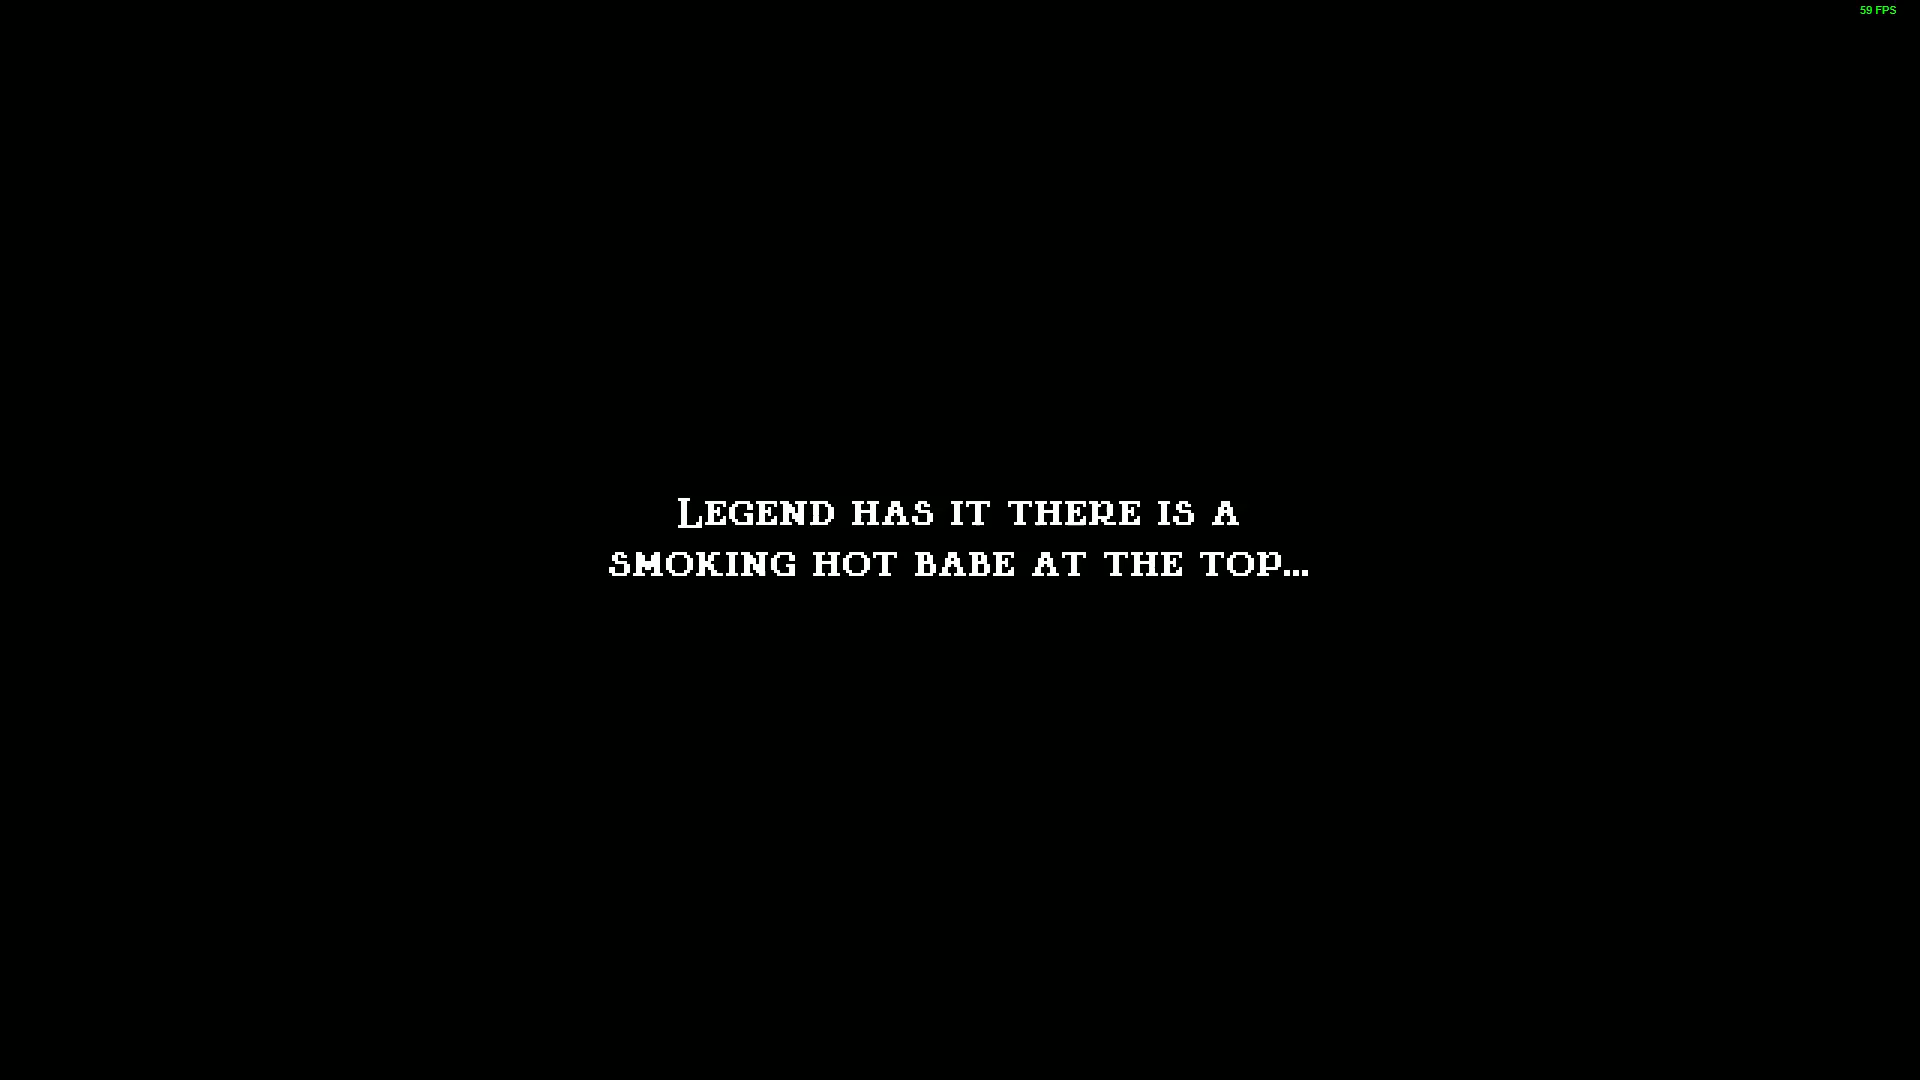 59 FPS
Legend has it there is a
smoking hot babe at the top...